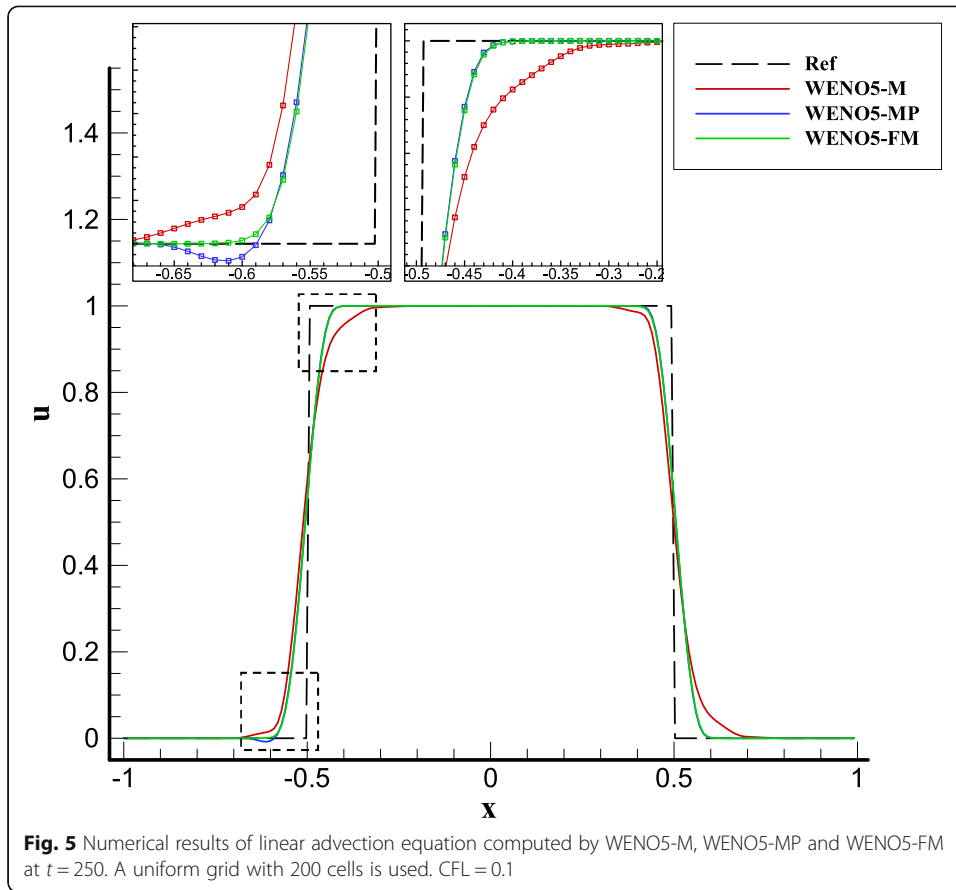 Ref
WENO5-M
WENO5-MP
WENO5-FM
-0.65 -0.6 -0.55 -0.5
-0.5 -0.45 -0.4 -0.35 -0.3 -0.25 -0.2
1.4
1.2
1
0.8
0.6
0.4
0.2
0
u
-1 -0.5 0 0.5 1
x
Fig. 5 Numerical results of linear advection equation computed by WENO5-M, WENO5-MP and WENO5-FM
at t = 250. A uniform grid with 200 cells is used. CFL = 0.1